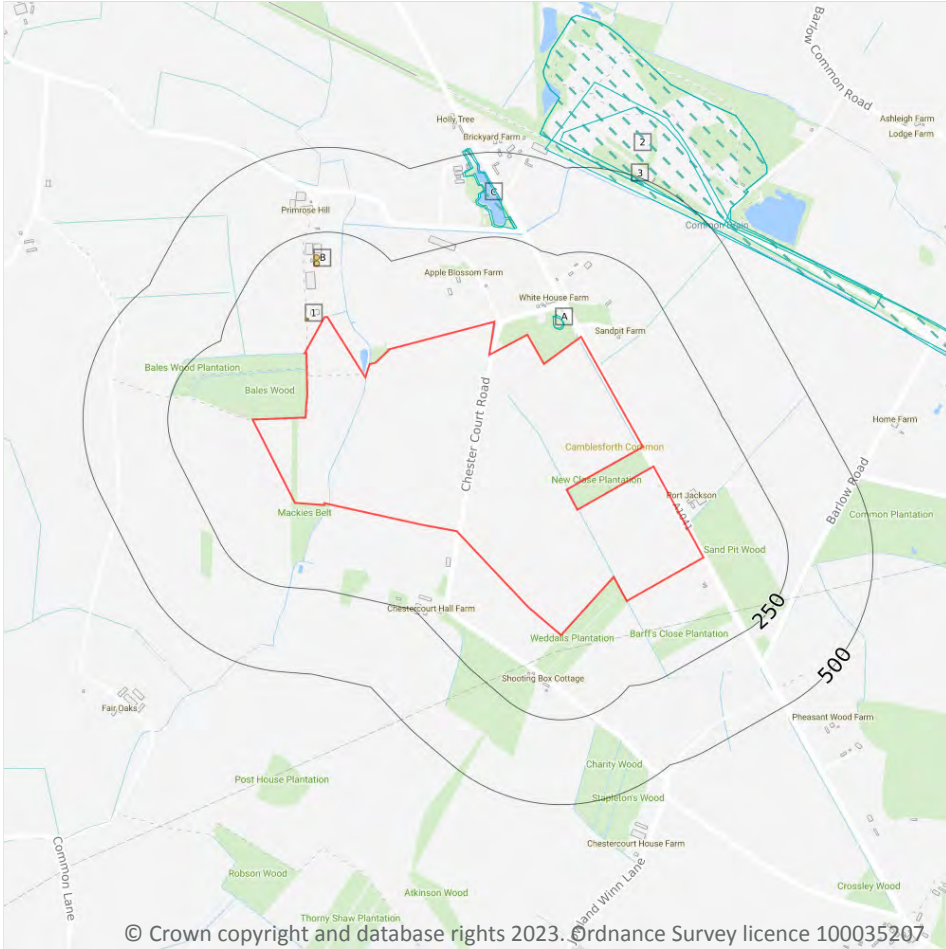 Barlow Common Road
Ashleigh Farm
Lodge Farm
Holly Tree
Brickyard Farm
2
3
C
Primrose Hill
B
Apple Blossom Farm
White House Farm
A
1
Sandpit Farm
Bales Wood Plantation
Bales Wood
Chester Court Road
Home Farm
Camblesforth Common
New Close Plantation
Port Jackson
A1041
Barlow Road
Common Plantation
Mackies Belt
Sand Pit Wood
Chestercourt Hall Farm
250
Weddalls Plantation
Barff's Close Plantation
500
Shooting Box Cottage
Fair Oaks
Pheasant Wood Farm
Charity Wood
Post House Plantation
Stapleton's Wood
Chestercourt House Farm
Common Lane
Robson Wood
Atkinson Wood
Crossley Wood
Thorny Shaw Plantation
and Winn Lane
© Crown copyright and database rights 2023. Ordnance Survey licence 100035207